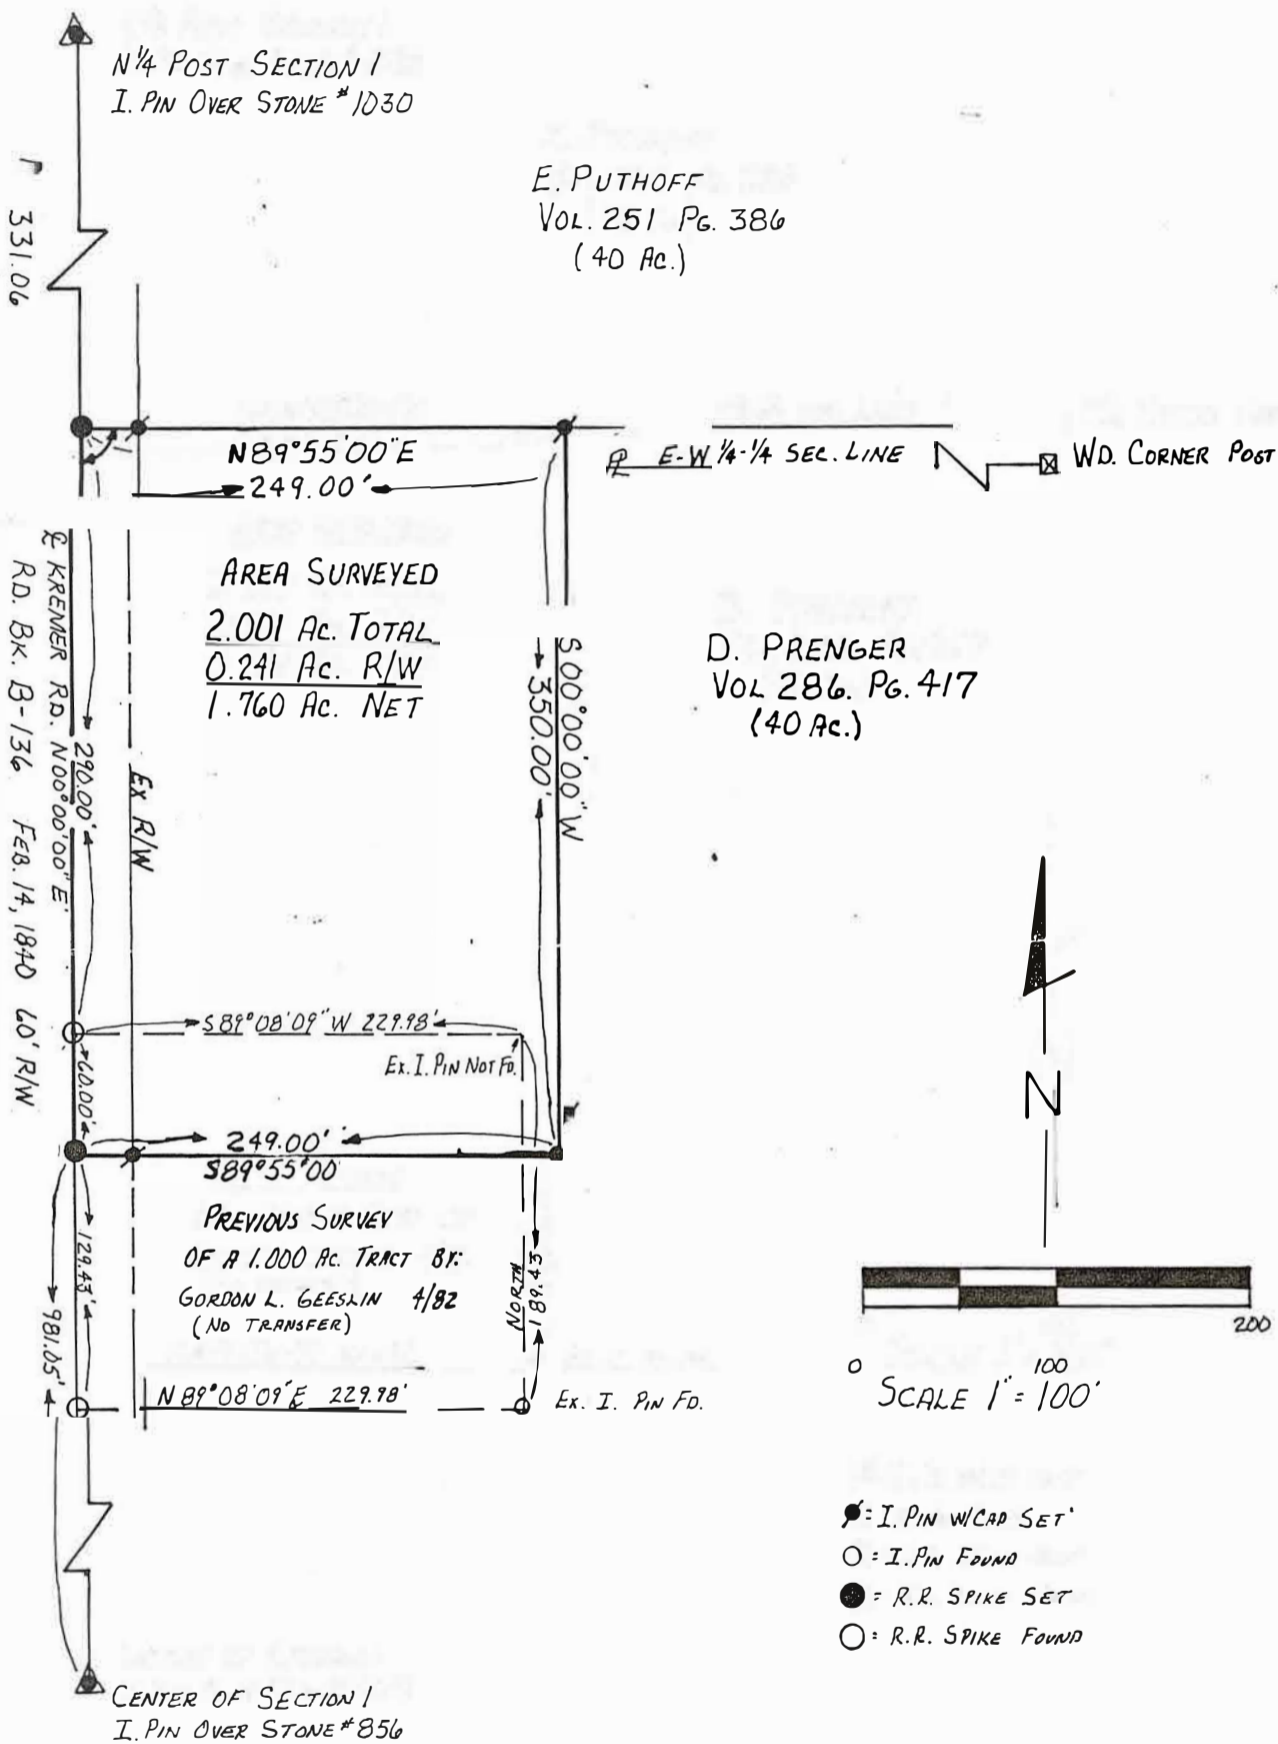 N 1/4 POST SECTION 1
I. PIN OVER STONE #1030
331.06
E. PUTHOFF
VOL. 251 PG. 386
(40 AC.)
N89°55'00"E
249.00'
℄ E-W 1/4-1/4 SEC. LINE
WD. CORNER POST
AREA SURVEYED
2.001 AC. TOTAL
0.241 AC. R/W
1.760 AC. NET
S00°00'00"W
350.00'
D. PRENGER
VOL 286. PG. 417
(40 AC.)
℄ KREMER RD. N00°00'00"E
RD. BK. B-136 FEB. 14, 1840 60' R/W
290.00'
EX R/W
S89°08'09"W 229.98'
EX. I. PIN NOT FD.
60.00'
249.00'
S89°55'00
PREVIOUS SURVEY
OF A 1.000 AC. TRACT BY:
GORDON L. GEESLIN 4/82
(NO TRANSFER)
129.43'
981.05'
NORTH
189.43
N89°08'09"E 229.98'
EX. I. PIN FD.
N
0 100 200
SCALE 1" = 100'
= I. PIN W/CAP SET
= I. PIN FOUND
= R.R. SPIKE SET
= R.R. SPIKE FOUND
CENTER OF SECTION 1
I. PIN OVER STONE #856